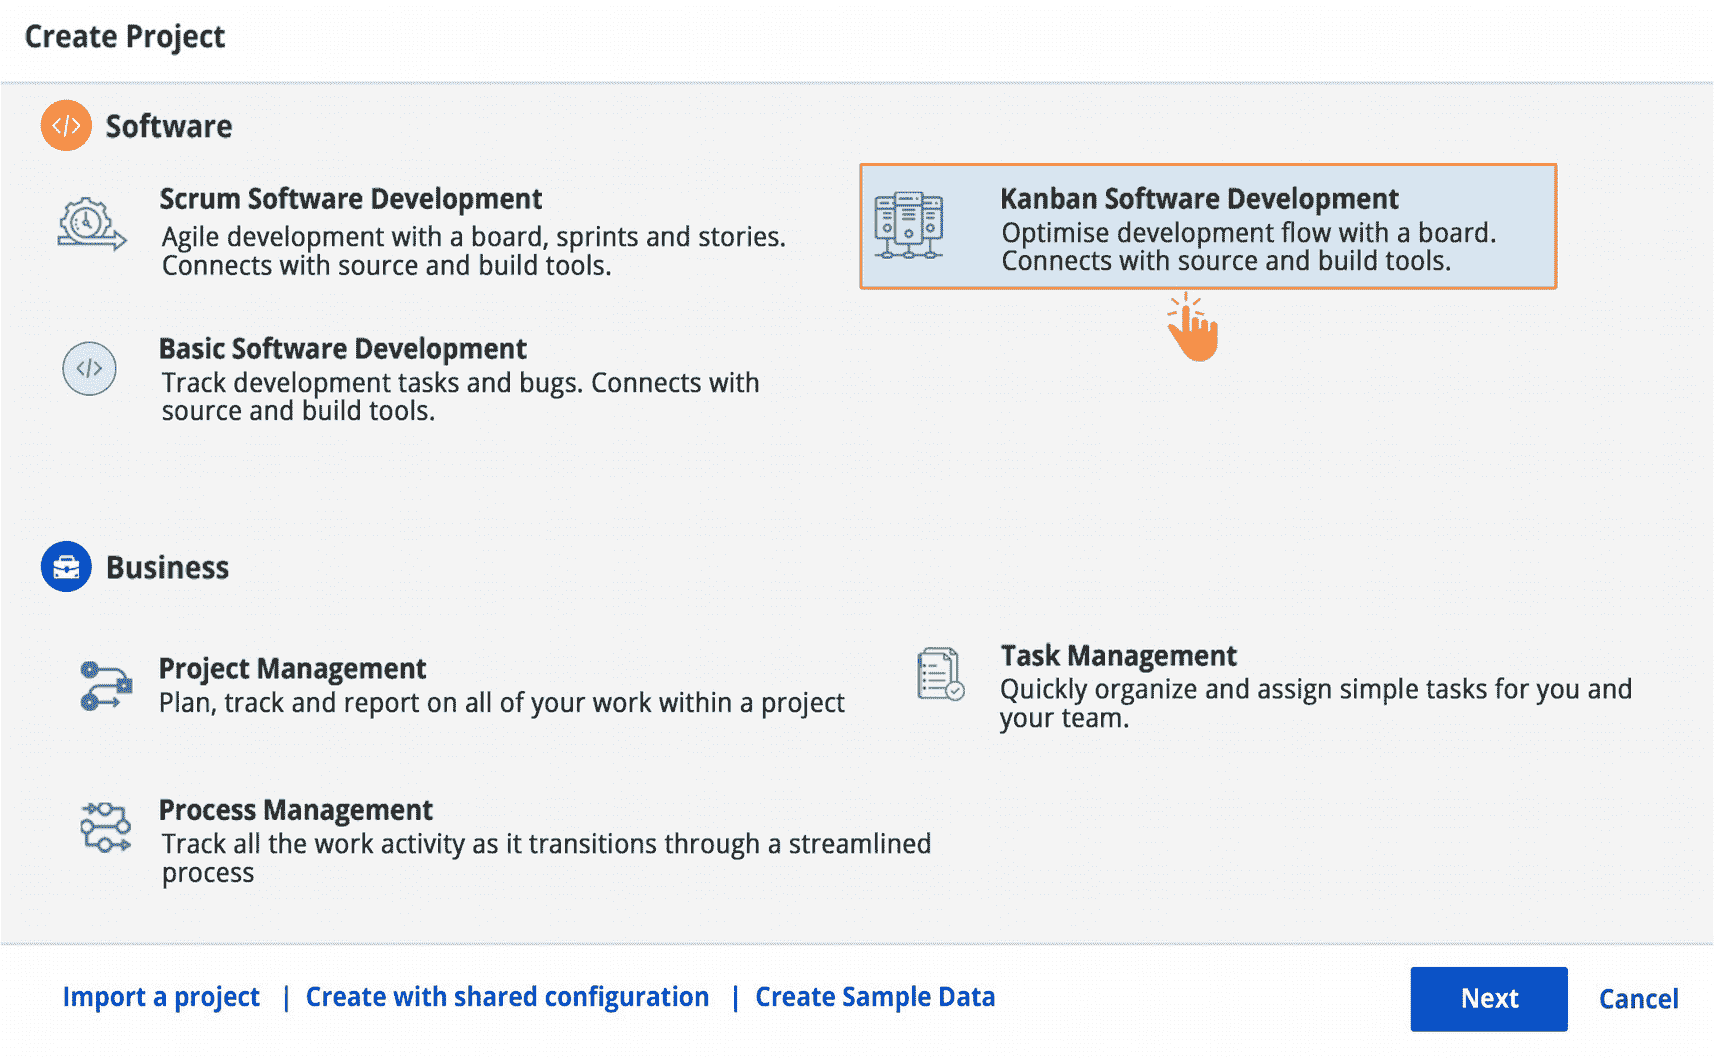 Create Project
</> Software
Scrum Software Development
Agile development with a board, sprints and stories.
Connects with source and build tools.
Kanban Software Development
Optimise development flow with a board.
Connects with source and build tools.
</> Basic Software Development
Track development tasks and bugs. Connects with
source and build tools.
Business
Project Management
Plan, track and report on all of your work within a project
Task Management
Quickly organize and assign simple tasks for you and
your team.
Process Management
Track all the work activity as it transitions through a streamlined
process
Import a project | Create with shared configuration | Create Sample Data
Next Cancel